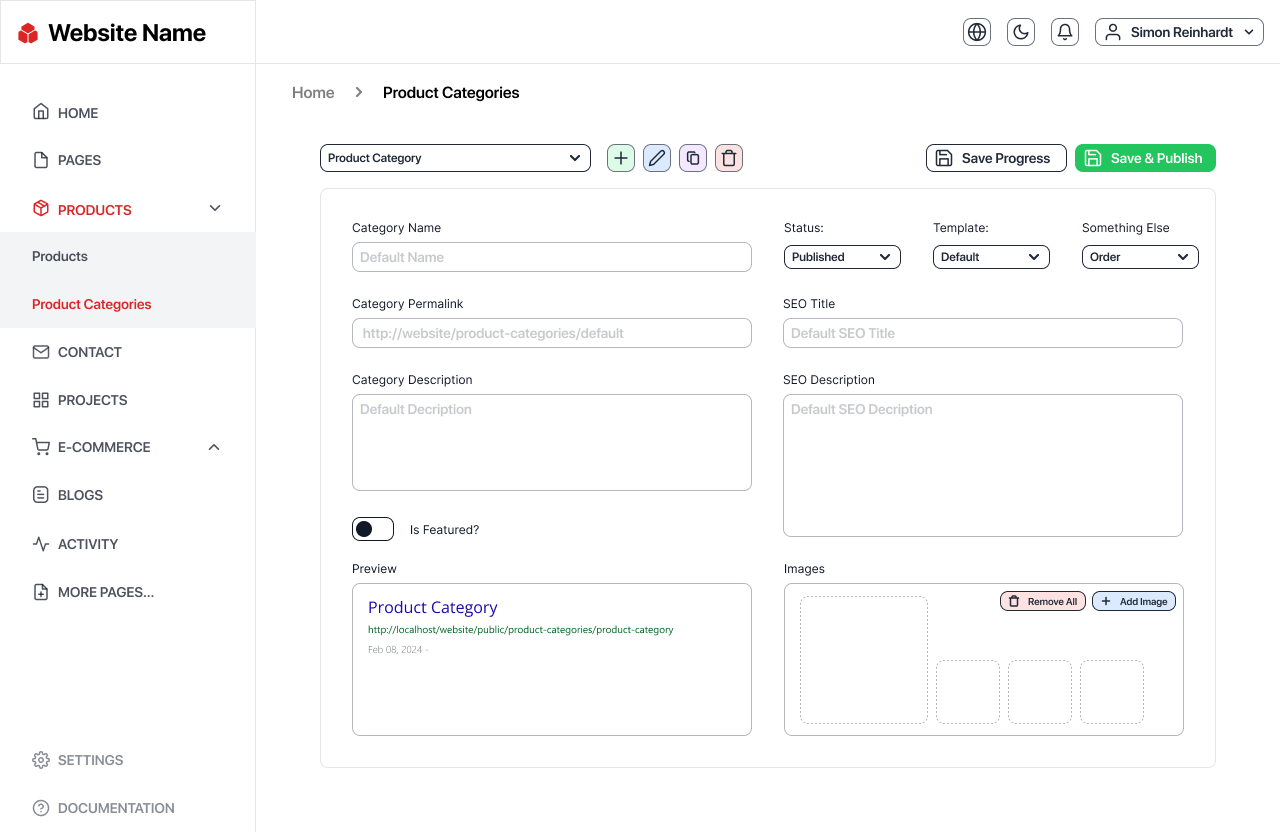 Website Name
Simon Reinhardt
HOME
PAGES
PRODUCTS
Products
Product Categories
CONTACT
PROJECTS
E-COMMERCE
BLOGS
ACTIVITY
MORE PAGES...
SETTINGS
DOCUMENTATION
Home > Product Categories
Product Category
Save Progress
Save & Publish
Category Name
Default Name
Status:
Published
Template:
Default
Something Else
Order
Category Permalink
http://website/product-categories/default
SEO Title
Default SEO Title
Category Description
Default Decription
SEO Description
Default SEO Decription
Is Featured?
Preview
Product Category
http://localhost/website/public/product-categories/product-category
Feb 08, 2024 -
Images
Remove All
Add Image